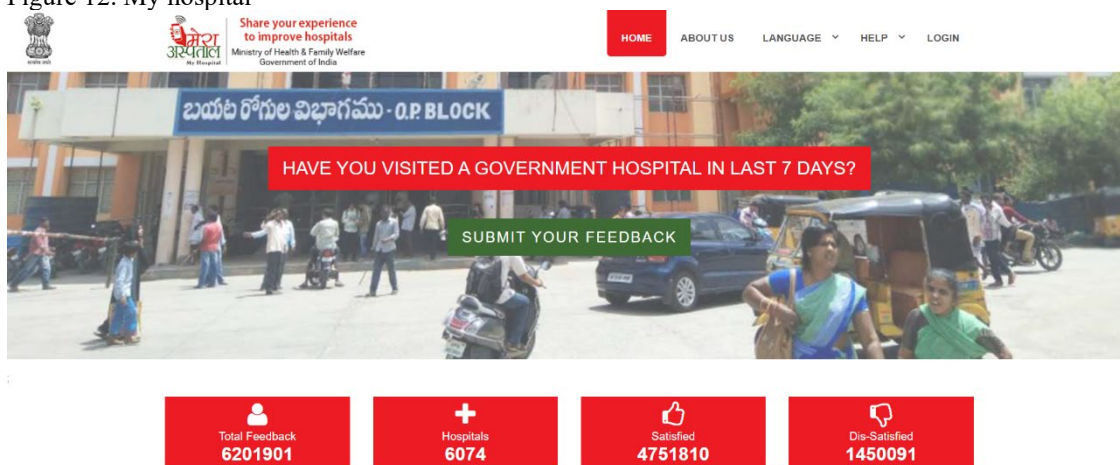 Figure 12: My hospital
मेरा
अस्पताल
My Hospital
Share your experience
to improve hospitals
Ministry of Health & Family Welfare
Government of India
HOME ABOUT US LANGUAGE HELP LOGIN
బయట రోగుల విభాగము - O.P. BLOCK
HAVE YOU VISITED A GOVERNMENT HOSPITAL IN LAST 7 DAYS?
SUBMIT YOUR FEEDBACK
Total Feedback
6201901
Hospitals
6074
Satisfied
4751810
Dis-Satisfied
1450091